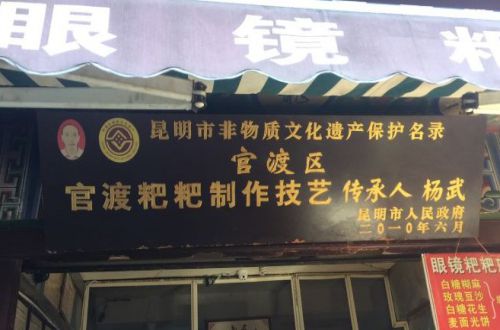 眼镜粑
昆明市非物质文化遗产保护名录
官渡区
官渡粑粑制作技艺 传承人 杨武
昆明市人民政府
二〇一〇年六月
眼镜粑粑
白糖糊麻
玫瑰豆沙
白糖花生
麦面光饼